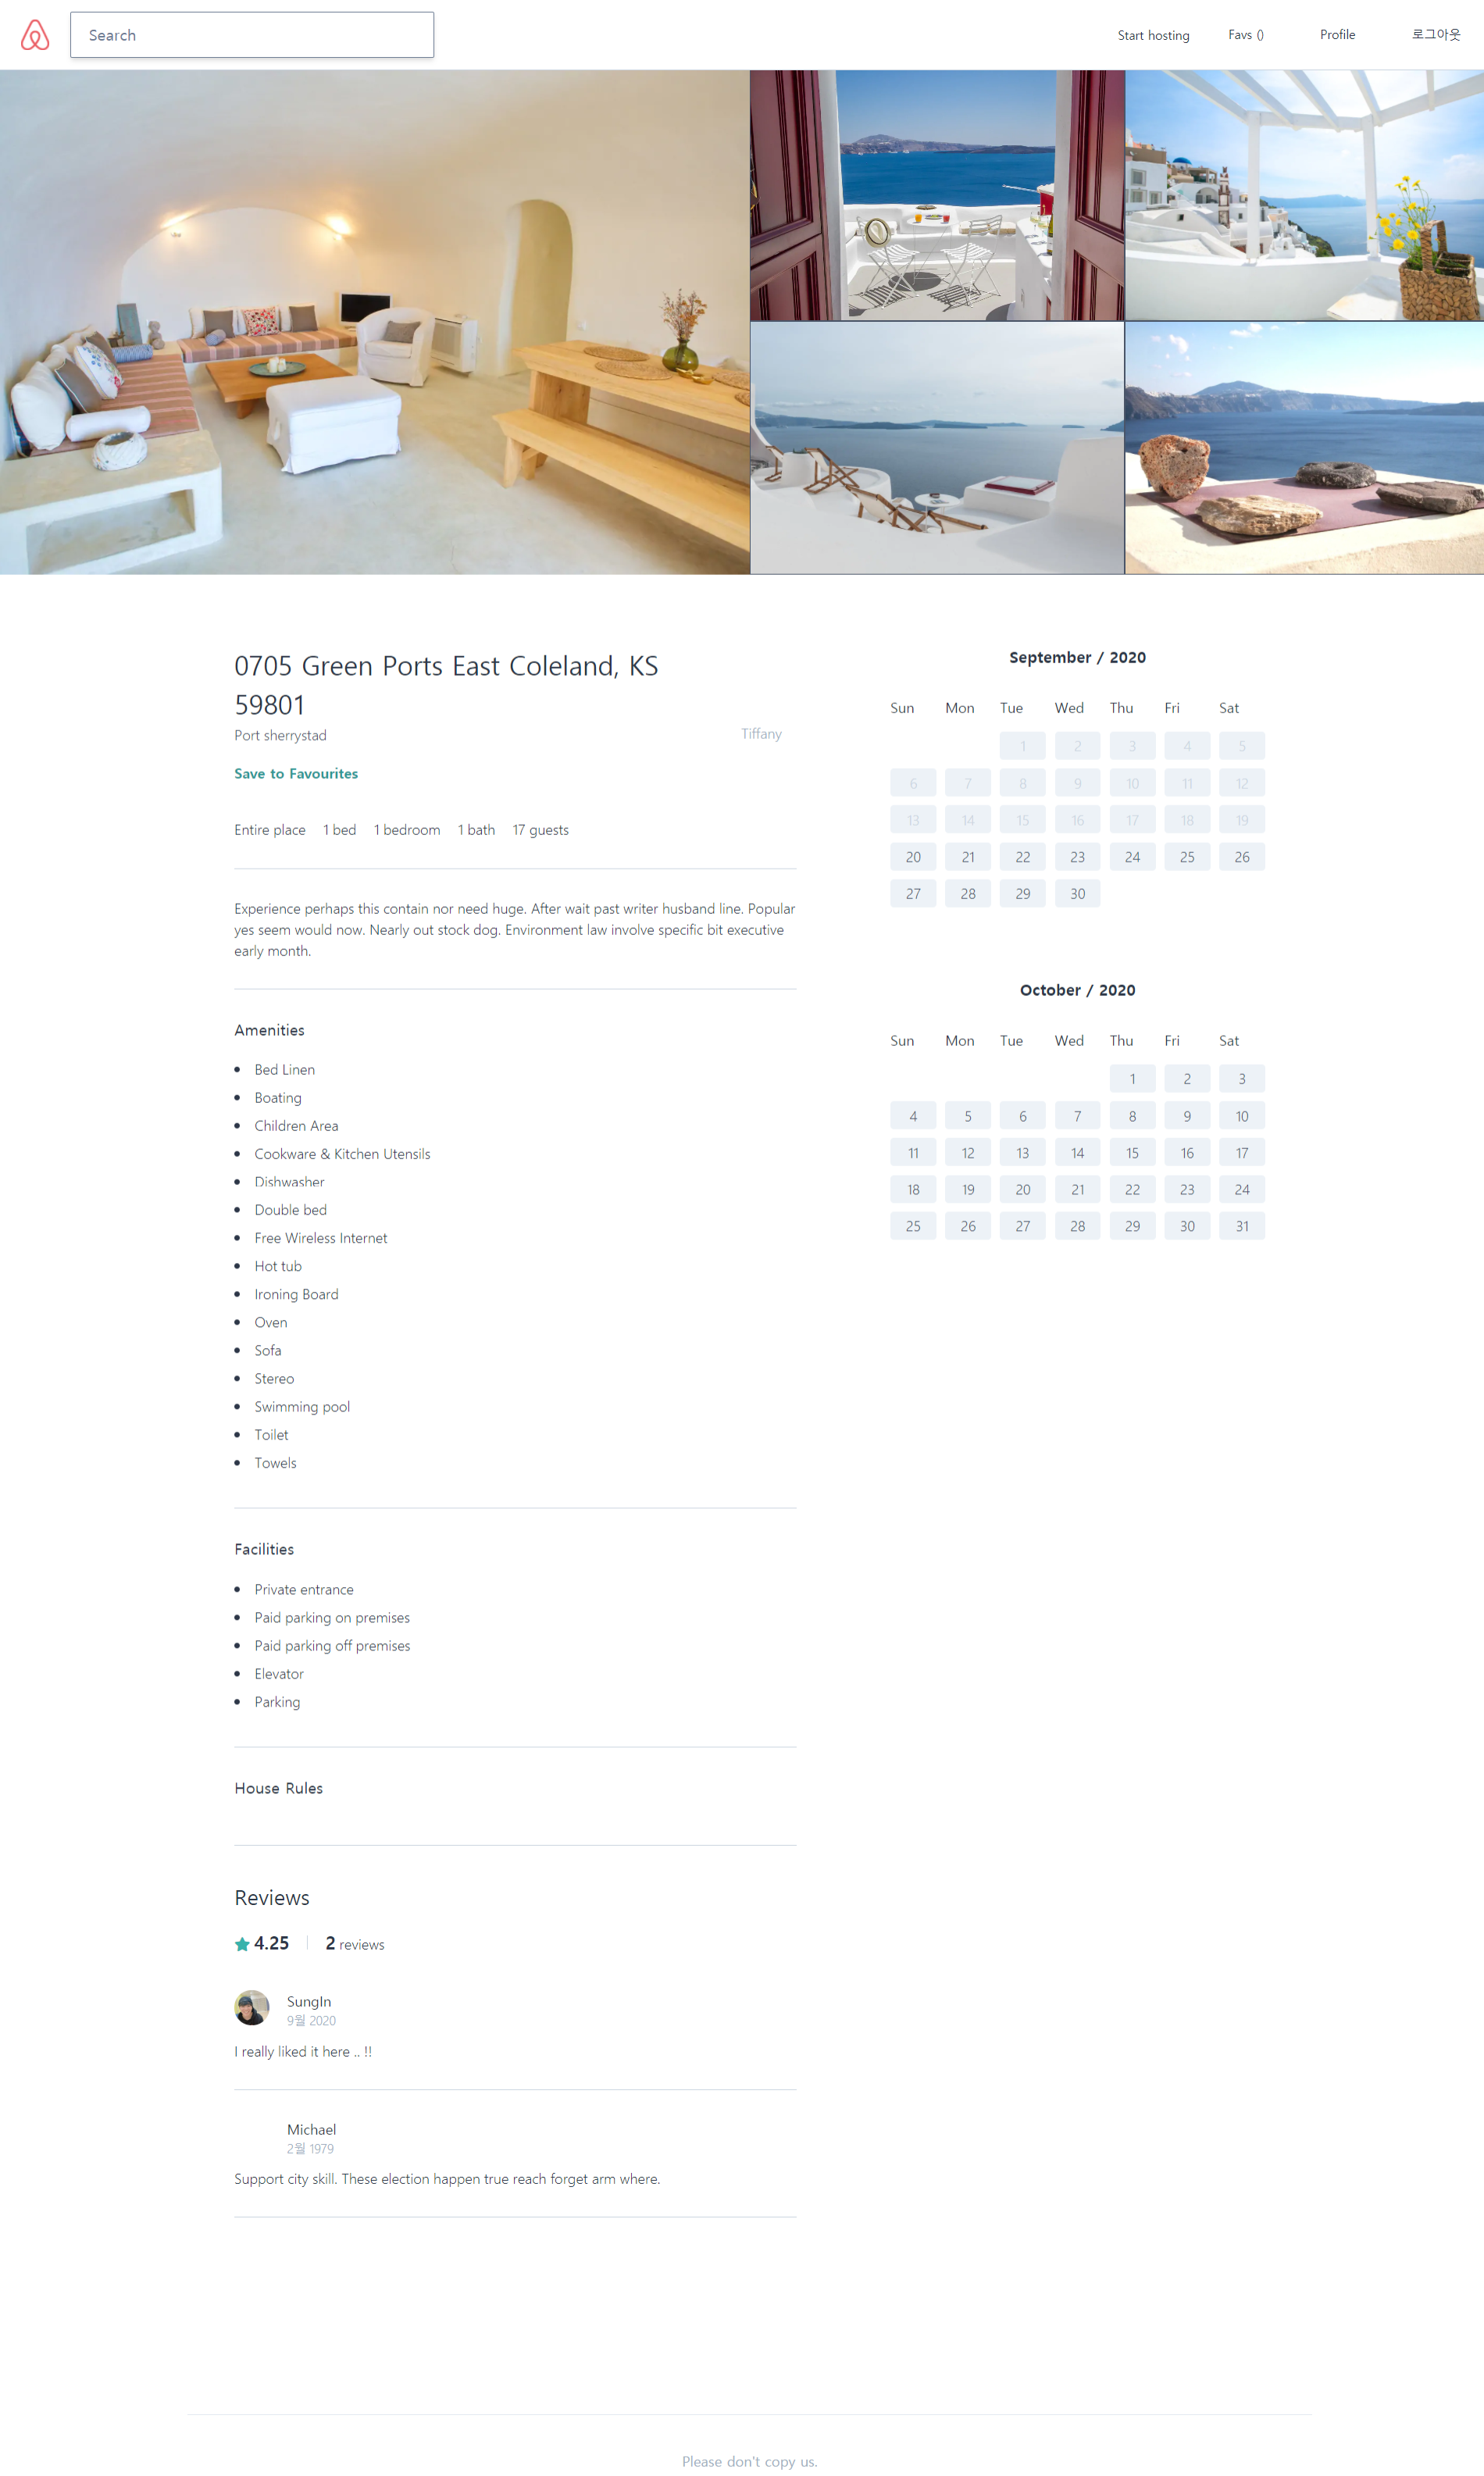 Search
Start hosting
Favs ()
Profile
로그아웃
0705 Green Ports East Coleland, KS
59801
Port sherrystad
Tiffany
Save to Favourites
Entire place 1 bed 1 bedroom 1 bath 17 guests
Experience perhaps this contain nor need huge. After wait past writer husband line. Popular
yes seem would now. Nearly out stock dog. Environment law involve specific bit executive
early month.
Amenities
Bed Linen
Boating
Children Area
Cookware & Kitchen Utensils
Dishwasher
Double bed
Free Wireless Internet
Hot tub
Ironing Board
Oven
Sofa
Stereo
Swimming pool
Toilet
Towels
Facilities
Private entrance
Paid parking on premises
Paid parking off premises
Elevator
Parking
House Rules
Reviews
4.25 2 reviews
SungIn
9월 2020
I really liked it here .. !!
Michael
2월 1979
Support city skill. These election happen true reach forget arm where.
September / 2020
Sun Mon Tue Wed Thu Fri Sat
1 2 3 4 5
6 7 8 9 10 11 12
13 14 15 16 17 18 19
20 21 22 23 24 25 26
27 28 29 30
October / 2020
Sun Mon Tue Wed Thu Fri Sat
1 2 3
4 5 6 7 8 9 10
11 12 13 14 15 16 17
18 19 20 21 22 23 24
25 26 27 28 29 30 31
Please don't copy us.